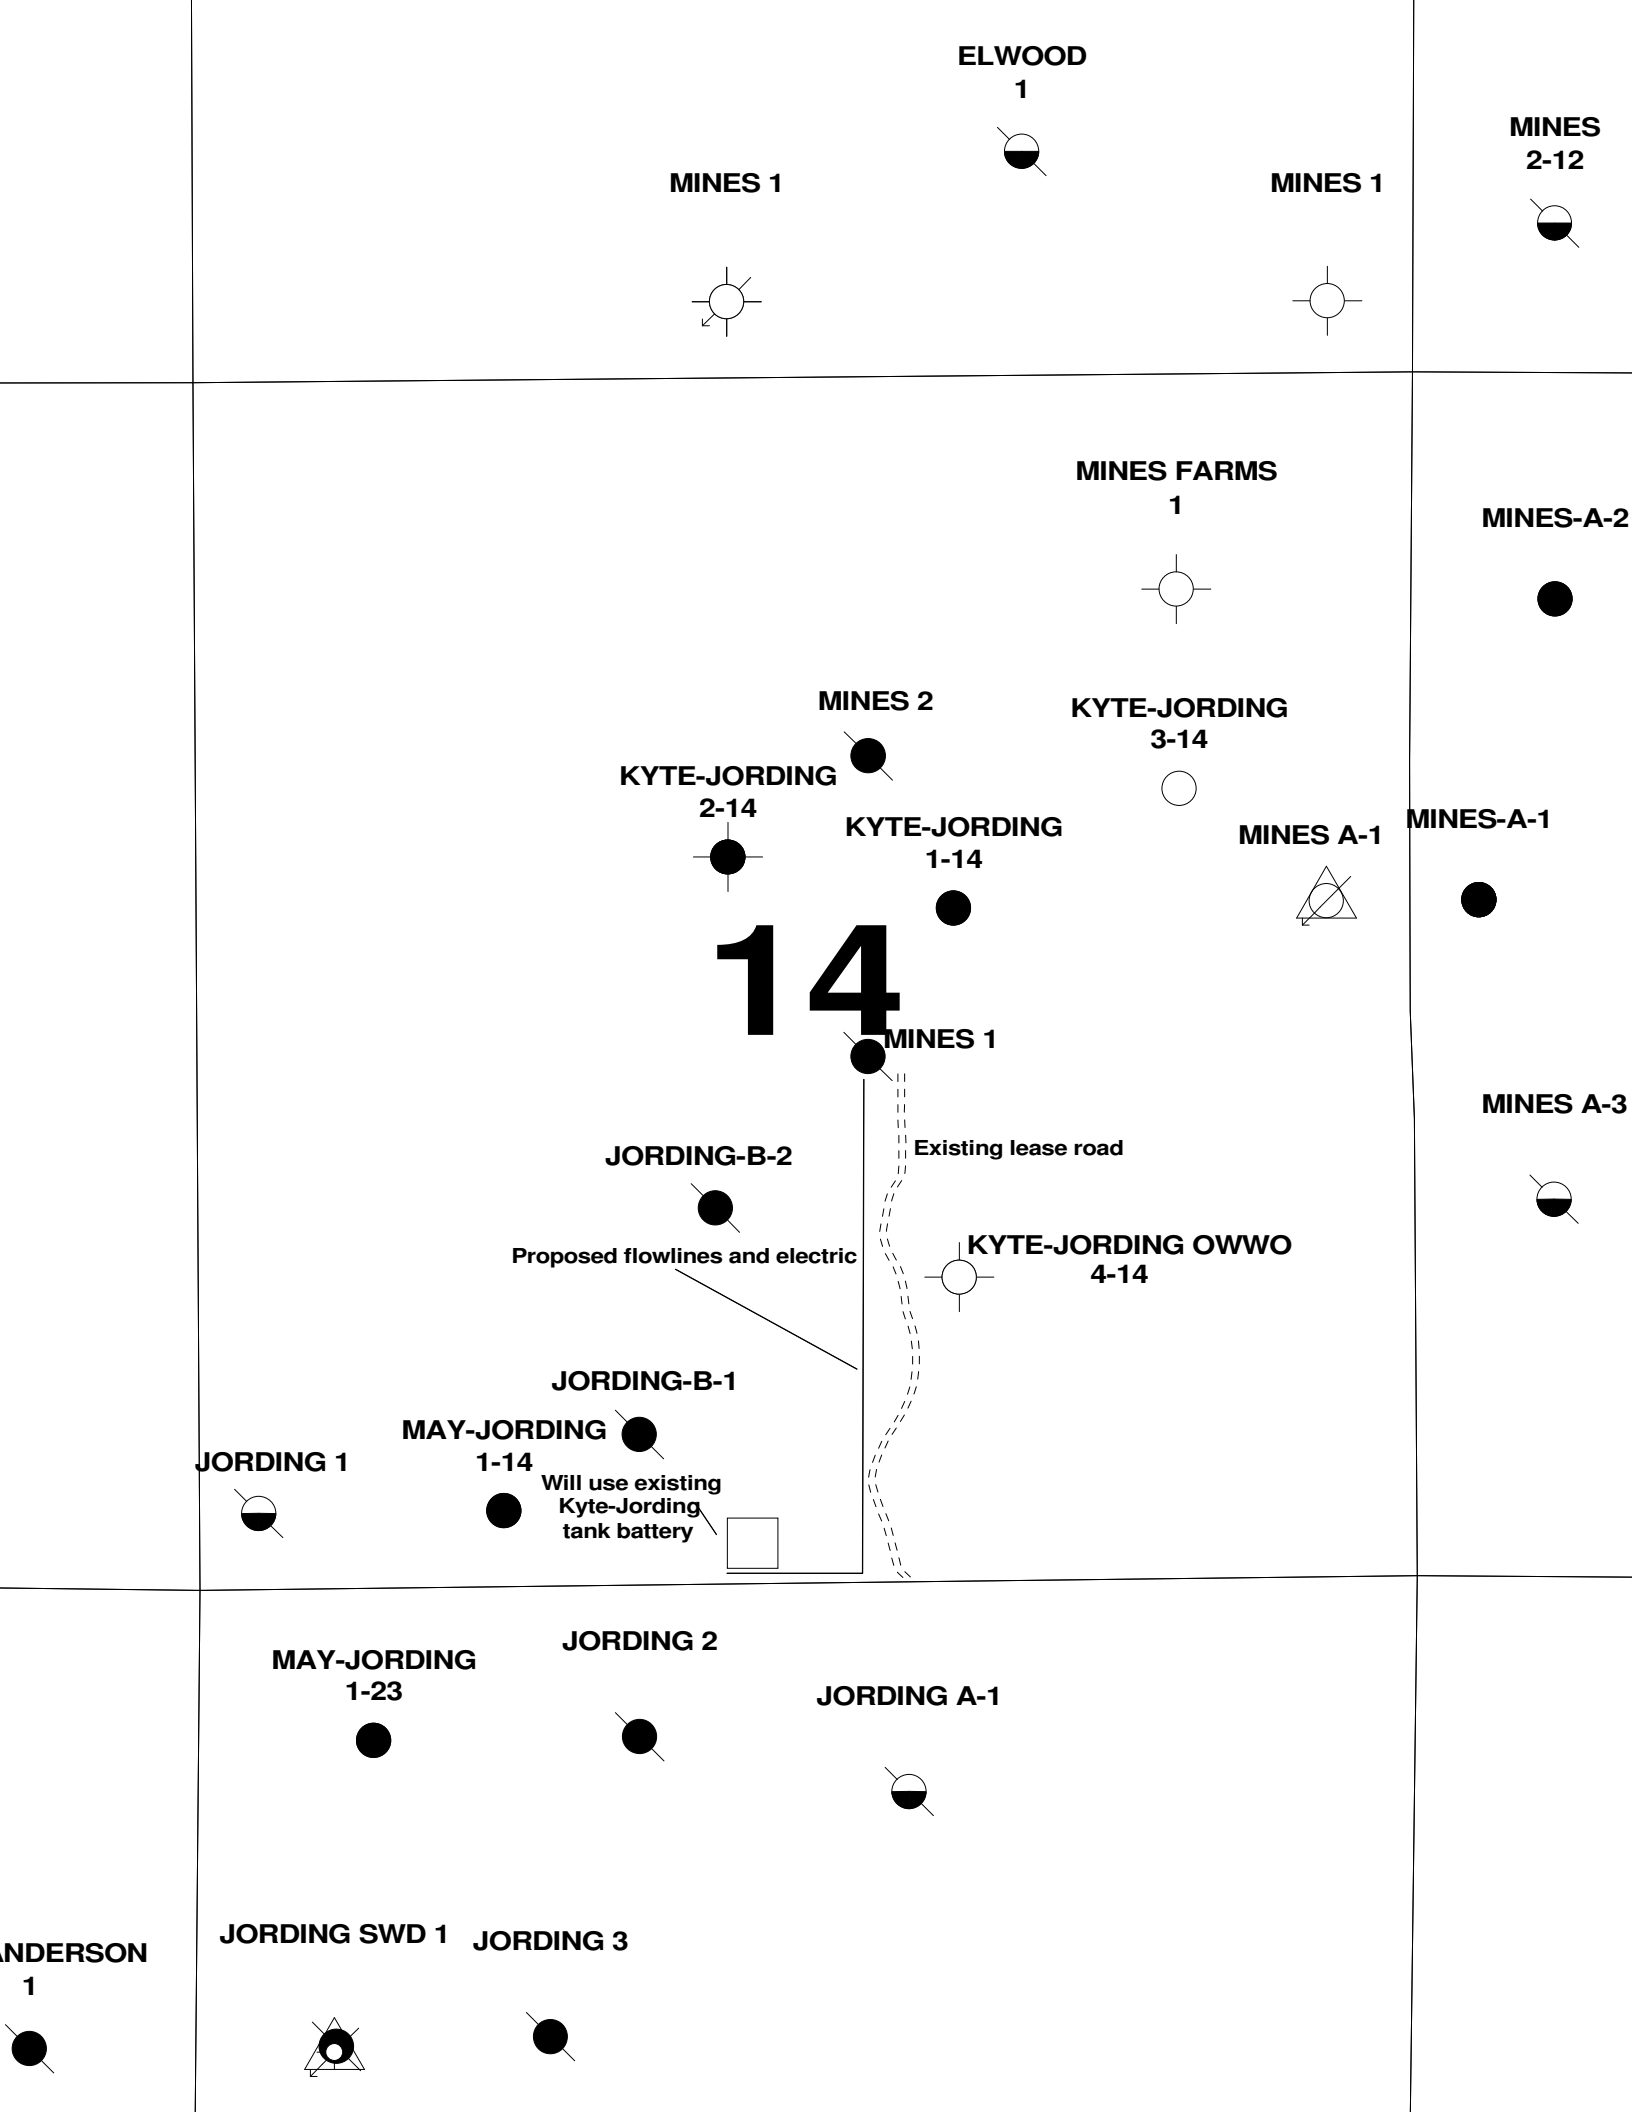 ELWOOD
1
MINES
2-12
MINES 1
MINES 1
MINES FARMS
1
MINES-A-2
MINES 2
KYTE-JORDING
3-14
KYTE-JORDING
2-14
KYTE-JORDING
1-14
MINES A-1
MINES-A-1
14
MINES 1
MINES A-3
Existing lease road
JORDING-B-2
KYTE-JORDING OWWO
4-14
Proposed flowlines and electric
JORDING-B-1
MAY-JORDING
1-14
JORDING 1
Will use existing
Kyte-Jording
tank battery
JORDING 2
MAY-JORDING
1-23
JORDING A-1
JORDING SWD 1
JORDING 3
ANDERSON
1